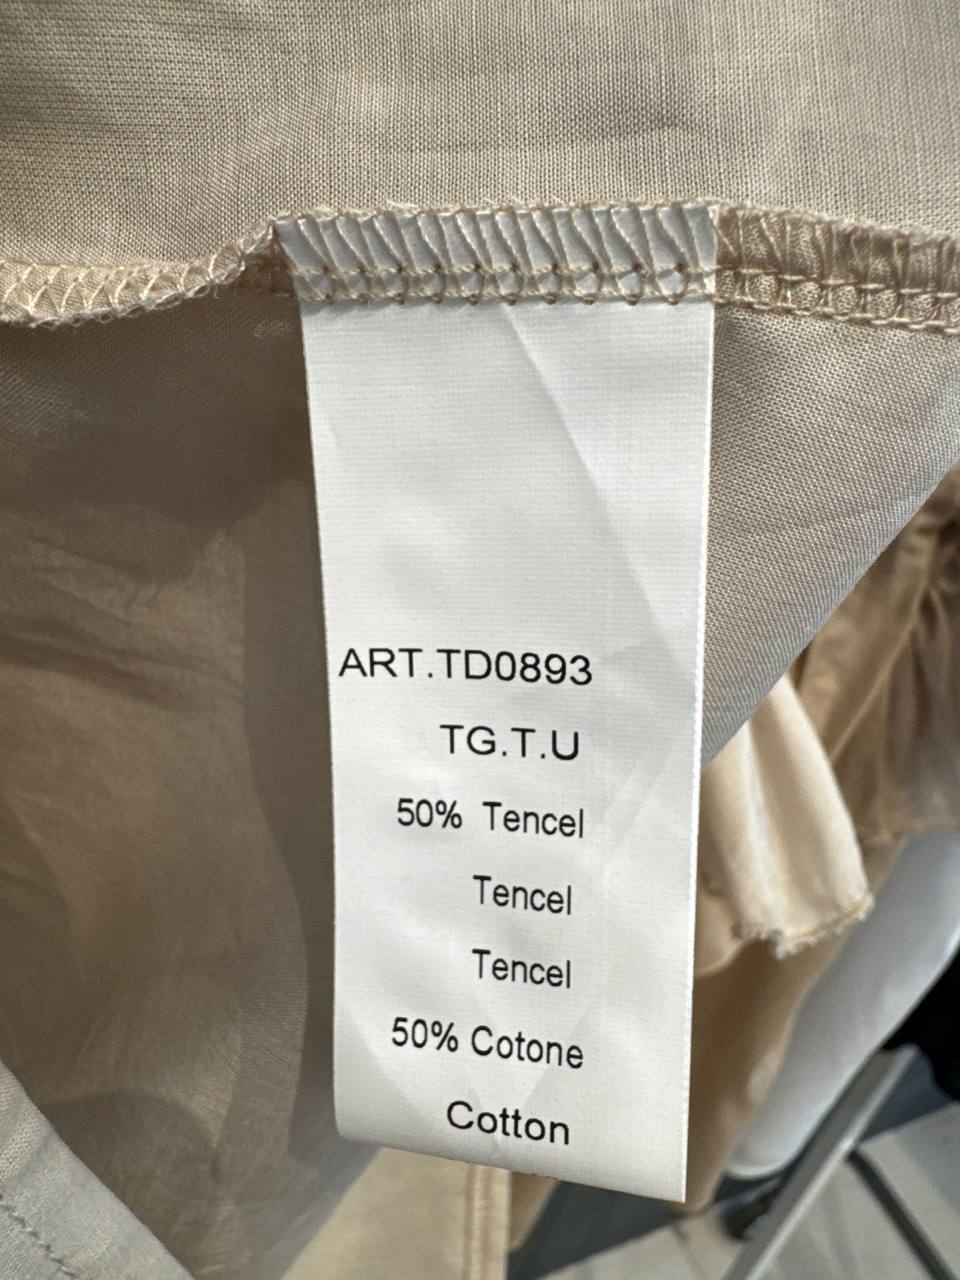 ART.TD0893
TG.T.U
50% Tencel
Tencel
Tencel
50% Cotone
Cotton